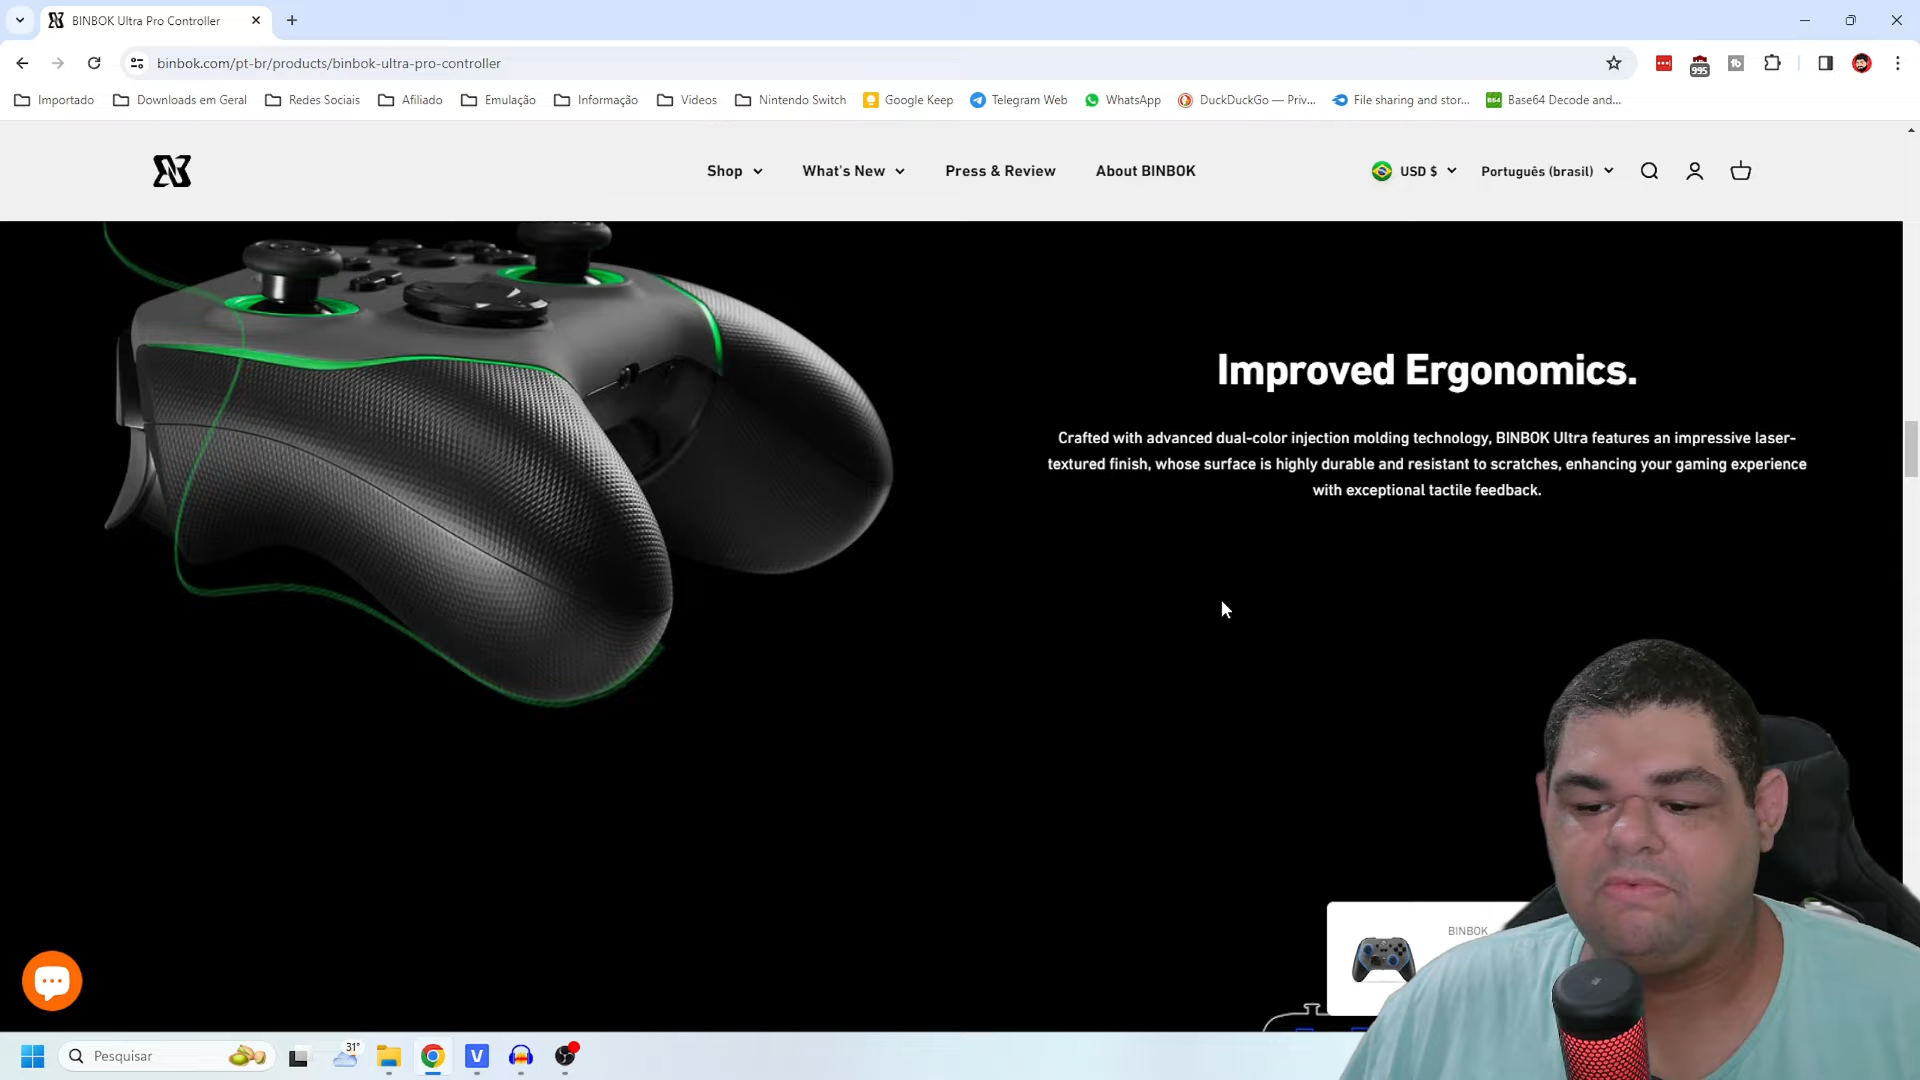 BINBOK Ultra Pro Controller
binbok.com/pt-br/products/binbok-ultra-pro-controller
995
Importado
Downloads em Geral
Redes Sociais
Afiliado
Emulação
Informação
Videos
Nintendo Switch
Google Keep
Telegram Web
WhatsApp
DuckDuckGo — Priv...
File sharing and stor...
Base64 Decode and...
Shop
What's New
Press & Review
About BINBOK
USD $
Português (brasil)
Improved Ergonomics.
Crafted with advanced dual-color injection molding technology, BINBOK Ultra features an impressive laser-
textured finish, whose surface is highly durable and resistant to scratches, enhancing your gaming experience
with exceptional tactile feedback.
BINBOK
Pesquisar
31°